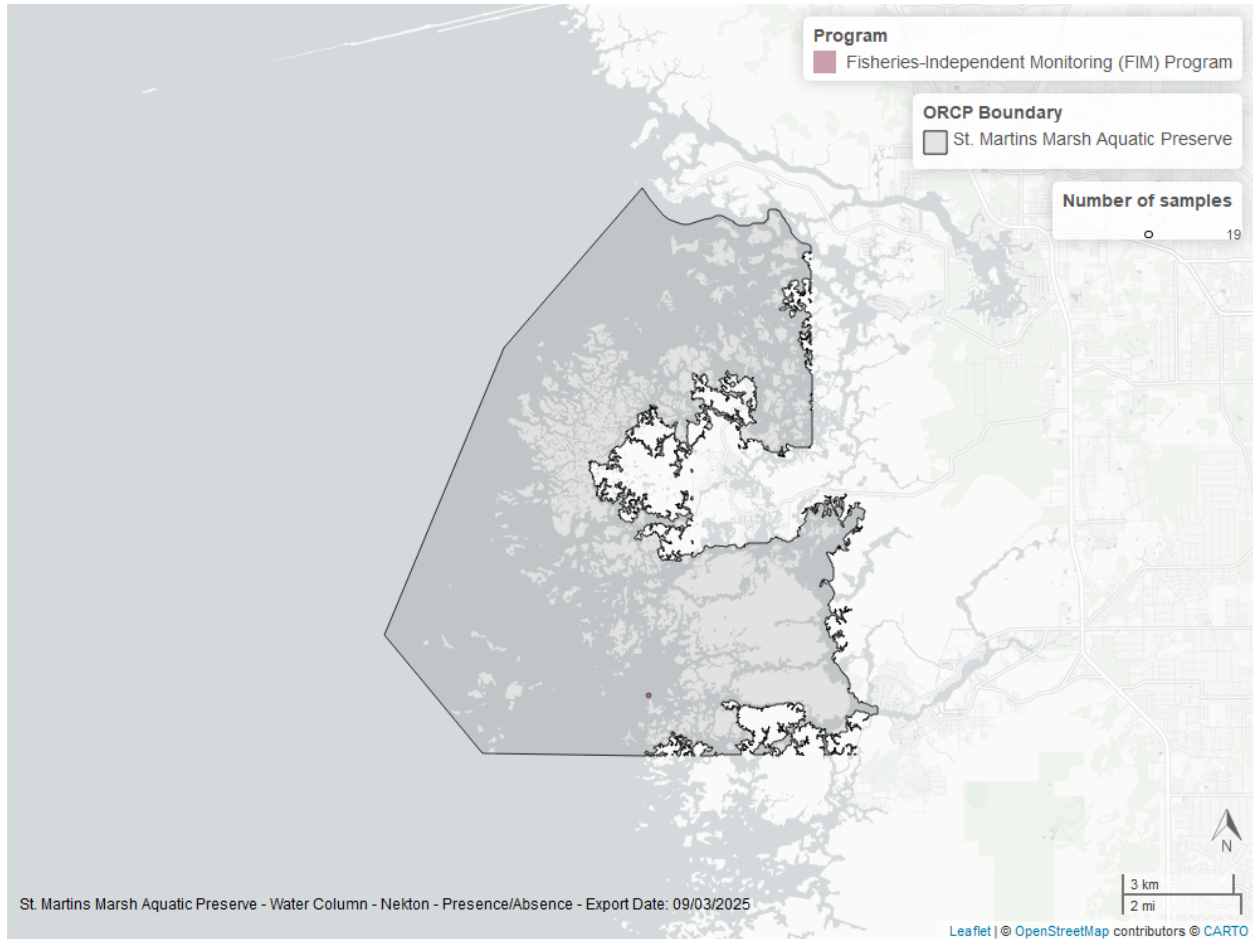 Program
Fisheries-Independent Monitoring (FIM) Program
ORCP Boundary
St. Martins Marsh Aquatic Preserve
Number of samples
19
N
3 km
2 mi
St. Martins Marsh Aquatic Preserve - Water Column - Nekton - Presence/Absence - Export Date: 09/03/2025
Leaflet | © OpenStreetMap contributors © CARTO